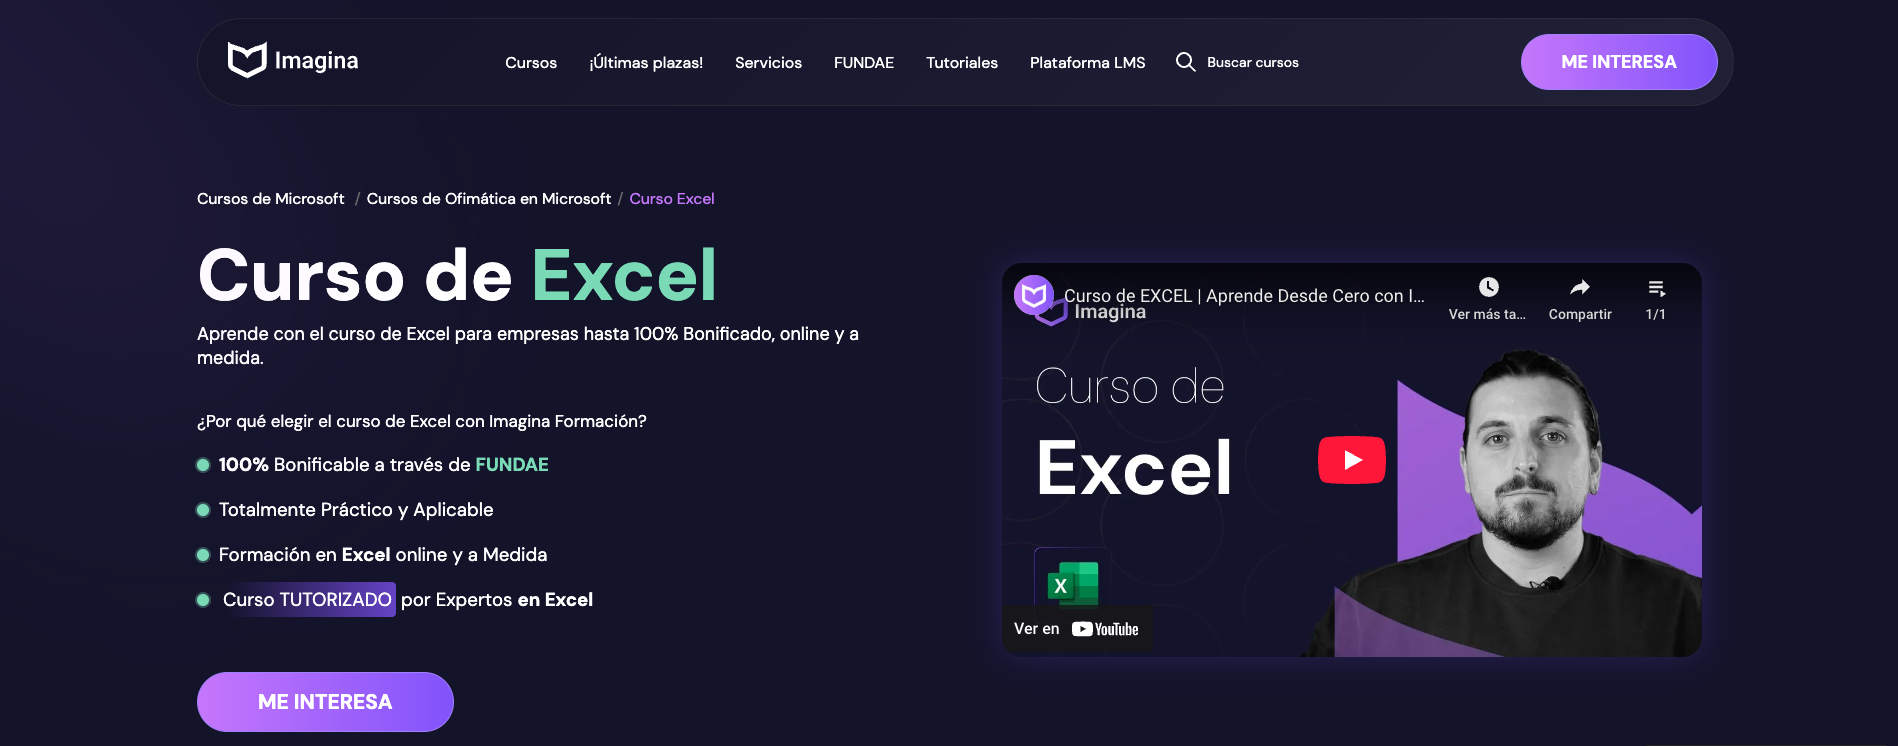 Imagina
Cursos
¡Últimas plazas!
Servicios
FUNDAE
Tutoriales
Plataforma LMS
Buscar cursos
ME INTERESA
Cursos de Microsoft / Cursos de Ofimática en Microsoft / Curso Excel
Curso de Excel
Aprende con el curso de Excel para empresas hasta 100% Bonificado, online y a
medida.
¿Por qué elegir el curso de Excel con Imagina Formación?
100% Bonificable a través de FUNDAE
Totalmente Práctico y Aplicable
Formación en Excel online y a Medida
Curso TUTORIZADO por Expertos en Excel
ME INTERESA
Curso de EXCEL | Aprende Desde Cero con I...
Imagina
Ver más ta...
Compartir
1/1
Curso de
Excel
X
Ver en YouTube